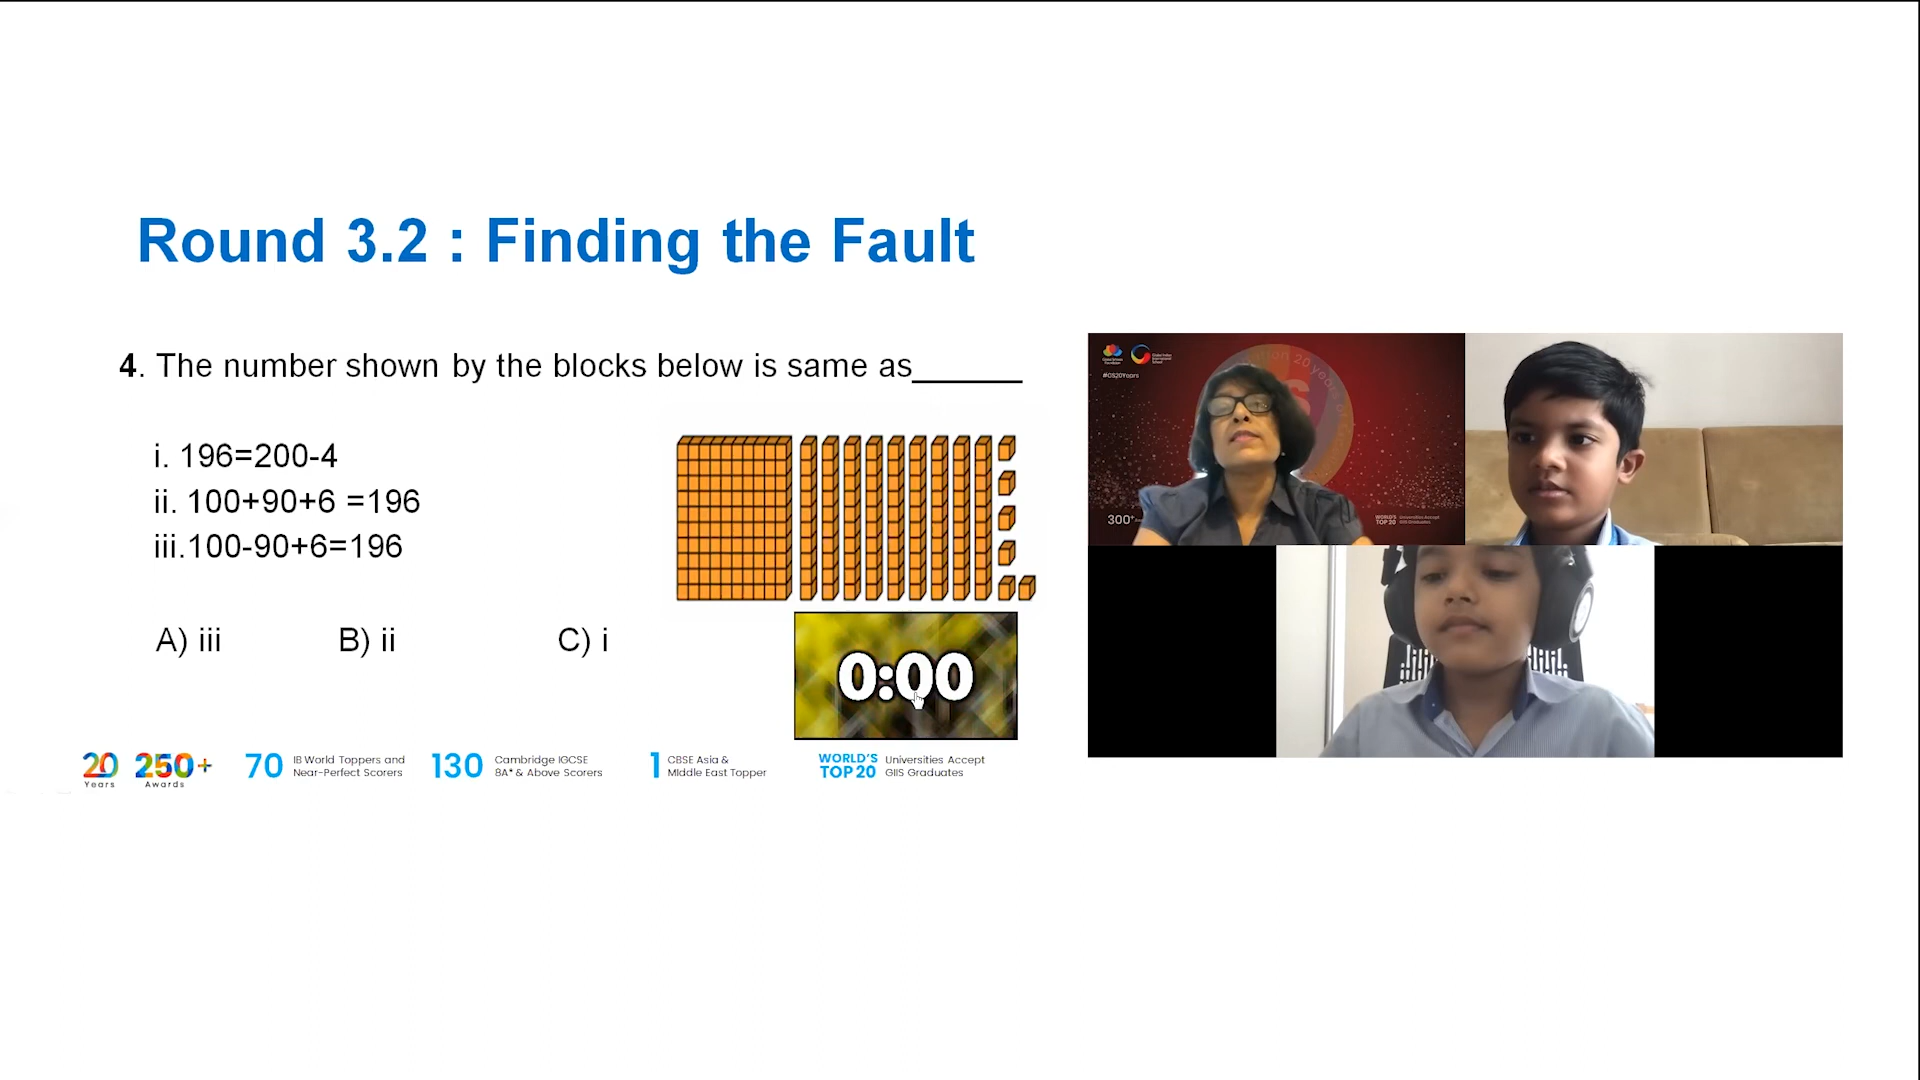 Round 3.2 : Finding the Fault
4. The number shown by the blocks below is same as______
i. 196=200-4
ii. 100+90+6 =196
iii.100-90+6=196
A) iii B) ii C) i
0:00
20 Years
250+ Awards
70 IB World Toppers and Near-Perfect Scorers
130 Cambridge IGCSE 8A* & Above Scorers
1 CBSE Asia & Middle East Topper
WORLD'S TOP 20 Universities Accept GIIS Graduates
300+
WORLD'S TOP 20